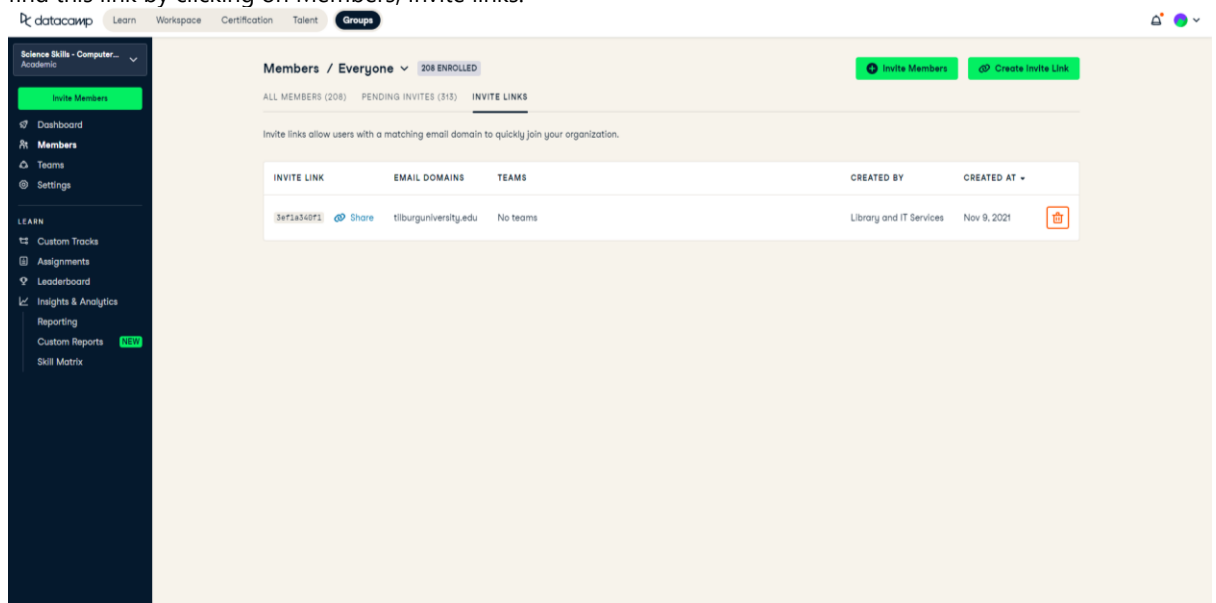 find this link by clicking on Members, Invite links.
datacamp Learn Workspace Certification Talent Groups
Science Skills - Computer...
Academic
Invite Members
Dashboard
Members
Teams
Settings
LEARN
Custom Tracks
Assignments
Leaderboard
Insights & Analytics
Reporting
Custom Reports NEW
Skill Matrix
Members / Everyone 208 ENROLLED
Invite Members Create Invite Link
ALL MEMBERS (208) PENDING INVITES (313) INVITE LINKS
Invite links allow users with a matching email domain to quickly join your organization.
INVITE LINK EMAIL DOMAINS TEAMS CREATED BY CREATED AT
3ef1a340f1 Share tilburguniversity.edu No teams Library and IT Services Nov 9, 2021